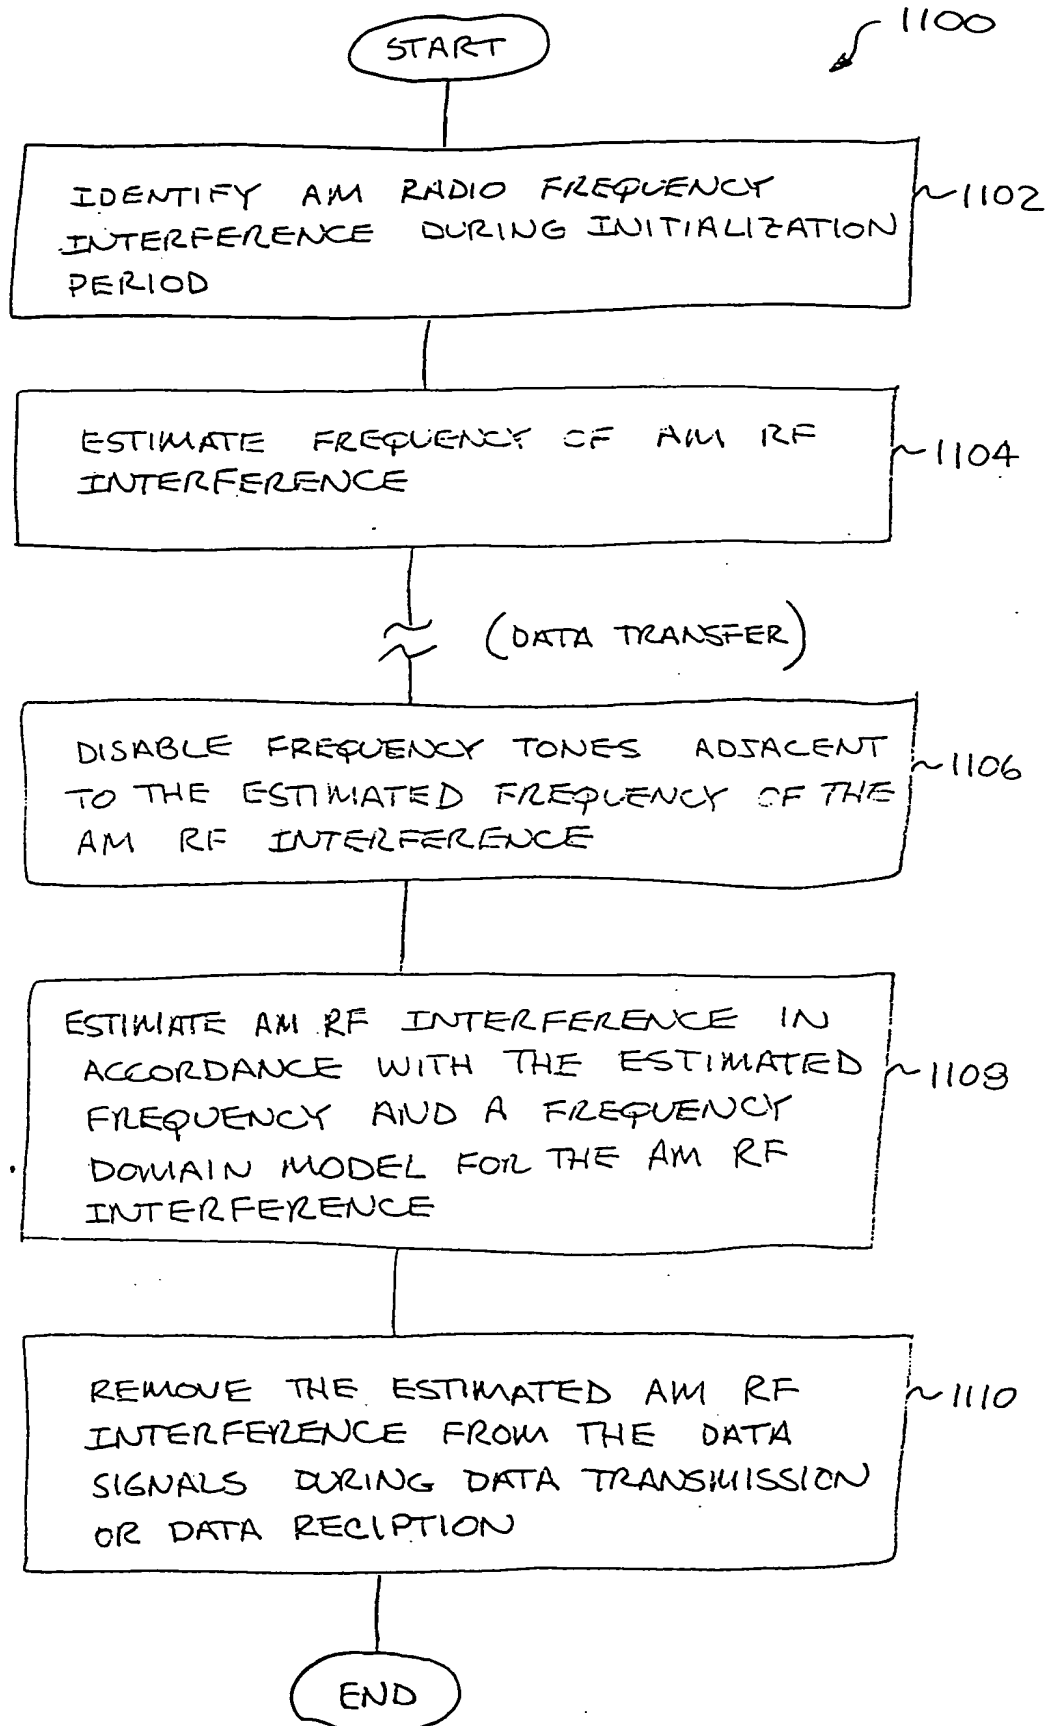 START
1100
IDENTIFY AM RADIO FREQUENCY
INTERFERENCE DURING INITIALIZATION
PERIOD
1102
ESTIMATE FREQUENCY OF AM RF
INTERFERENCE
1104
(DATA TRANSFER)
DISABLE FREQUENCY TONES ADJACENT
TO THE ESTIMATED FREQUENCY OF THE
AM RF INTERFERENCE
1106
ESTIMATE AM RF INTERFERENCE IN
ACCORDANCE WITH THE ESTIMATED
FREQUENCY AND A FREQUENCY
DOMAIN MODEL FOR THE AM RF
INTERFERENCE
1108
REMOVE THE ESTIMATED AM RF
INTERFERENCE FROM THE DATA
SIGNALS DURING DATA TRANSMISSION
OR DATA RECIPTION
1110
END